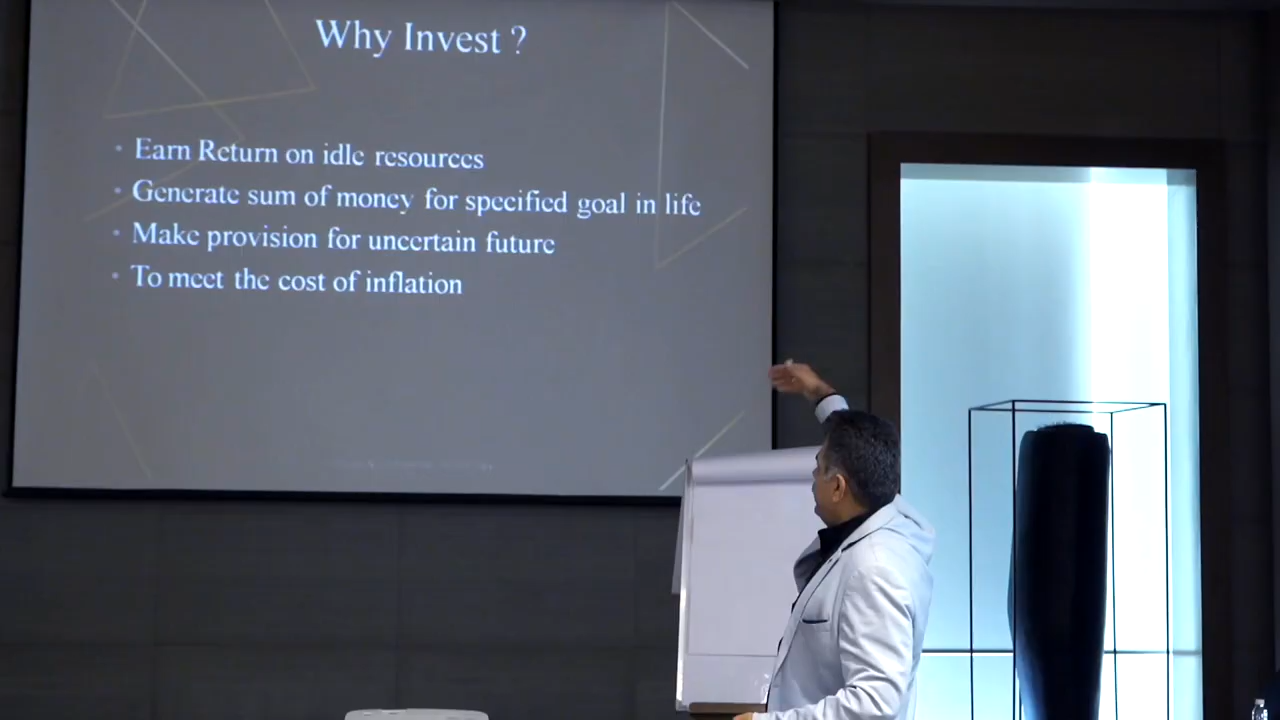 Why Invest ?
• Earn Return on idle resources
• Generate sum of money for specified goal in life
• Make provision for uncertain future
• To meet the cost of inflation